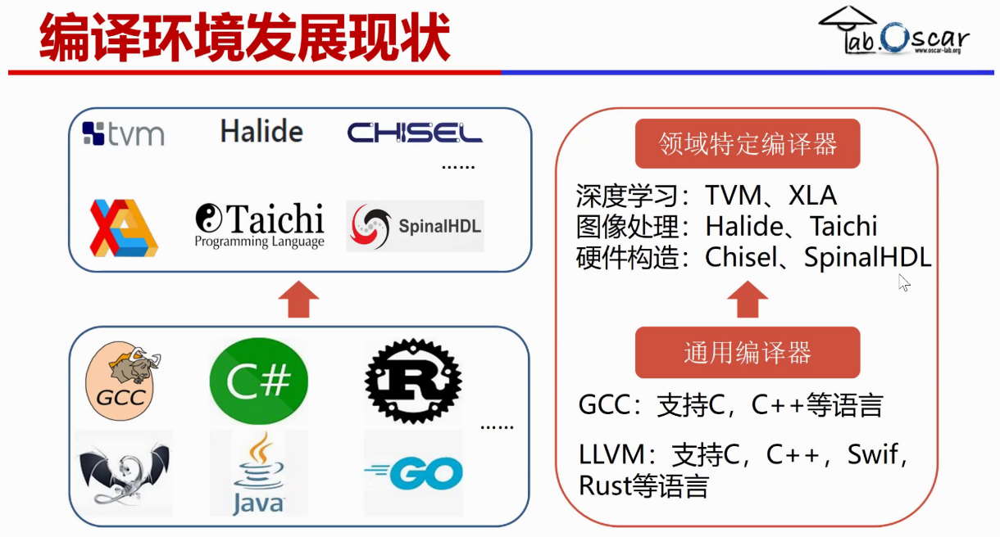 编译环境发展现状
Lab.Oscar
www.oscar-lab.org
tvm
Halide
CHISEL
……
Taichi
Programming Language
SpinalHDL
GCC
C#
R
……
Java
GO
领域特定编译器
深度学习：TVM、XLA
图像处理：Halide、Taichi
硬件构造：Chisel、SpinalHDL
通用编译器
GCC：支持C，C++等语言
LLVM：支持C，C++，Swif，
Rust等语言